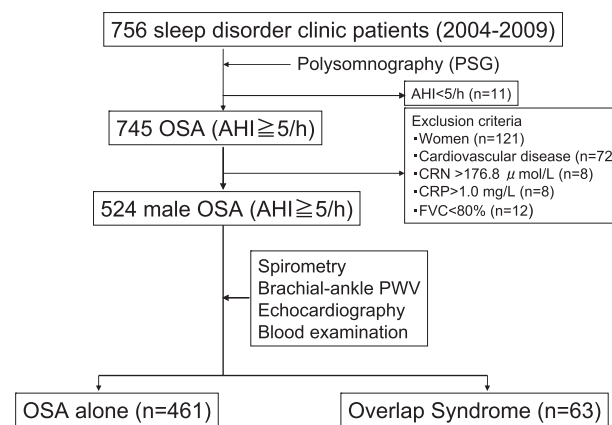 756 sleep disorder clinic patients (2004-2009)
Polysomnography (PSG)
AHI<5/h (n=11)
745 OSA (AHI≧5/h)
Exclusion criteria
・Women (n=121)
・Cardiovascular disease (n=72
・CRN >176.8 μ mol/L (n=8)
・CRP>1.0 mg/L (n=8)
・FVC<80% (n=12)
524 male OSA (AHI≧5/h)
Spirometry
Brachial-ankle PWV
Echocardiography
Blood examination
OSA alone (n=461)
Overlap Syndrome (n=63)